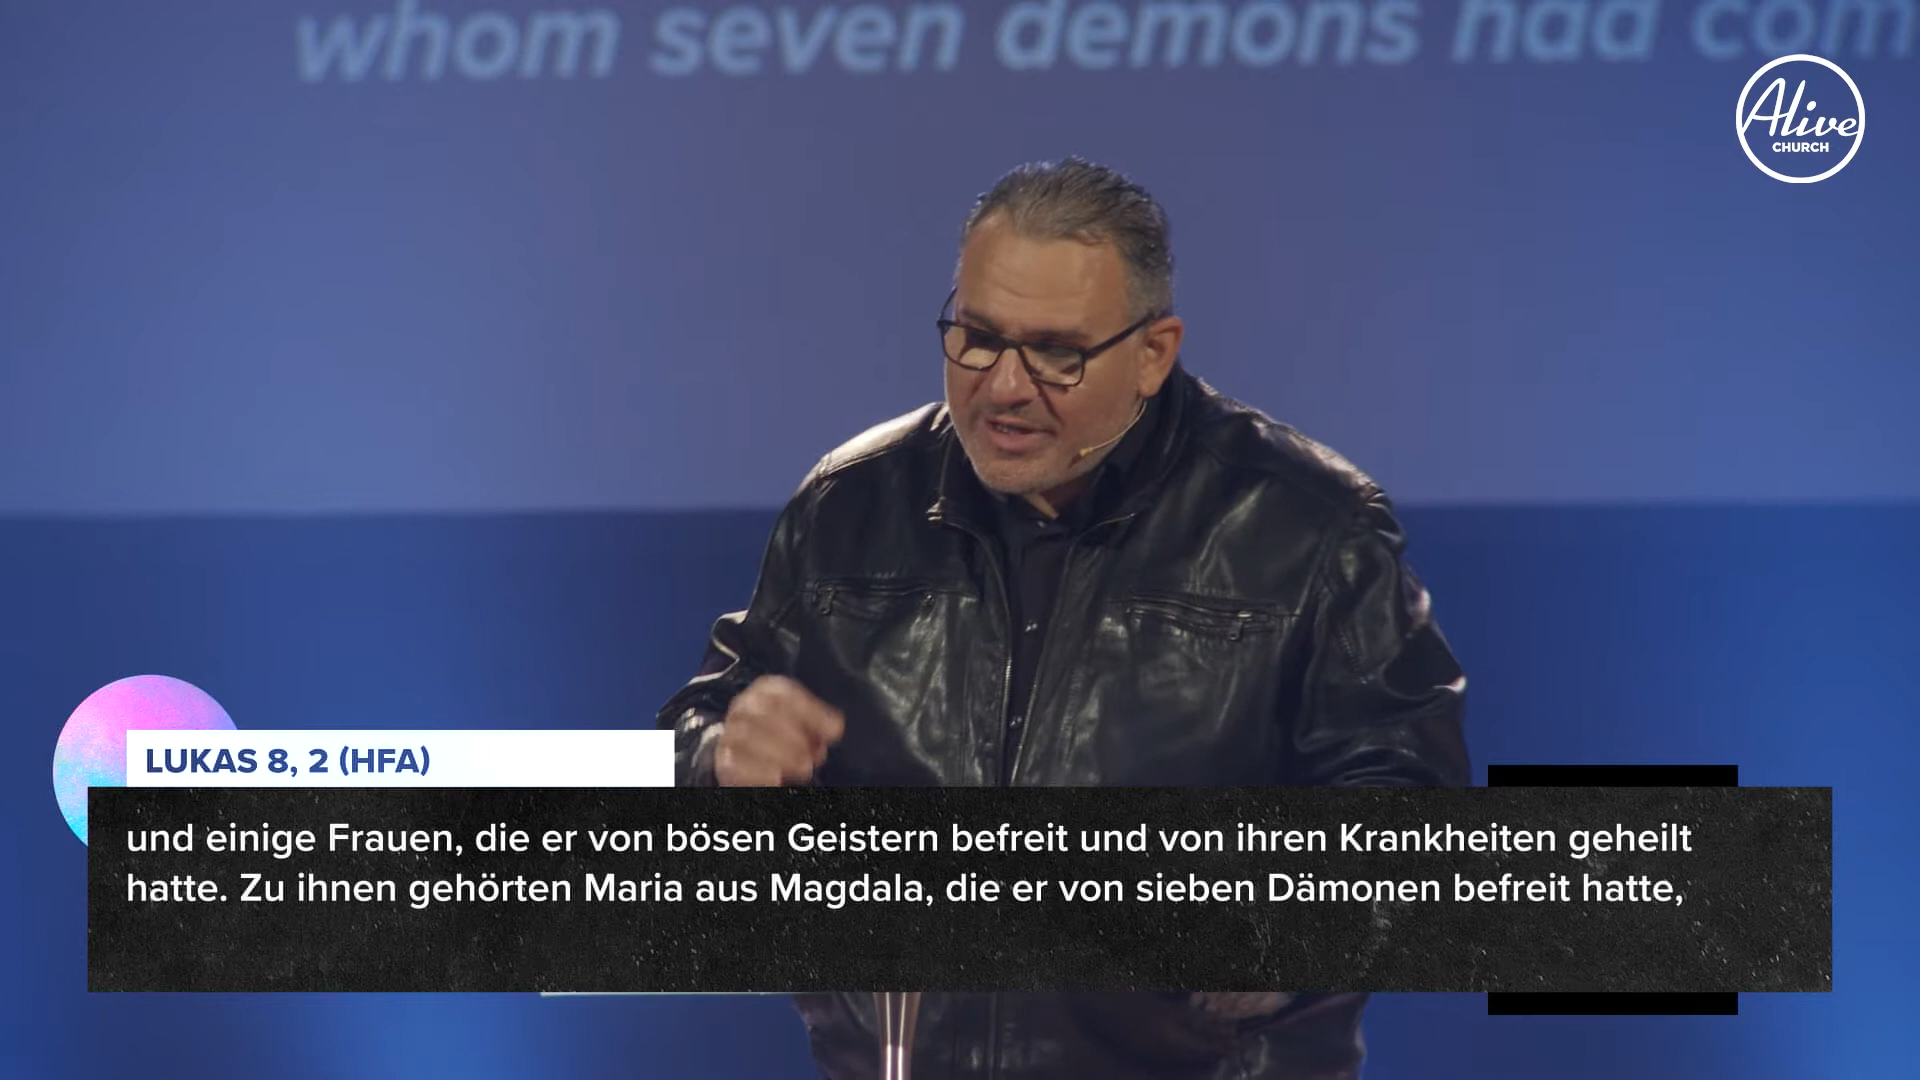 whom seven demons had com
Alive
CHURCH
LUKAS 8, 2 (HFA)
und einige Frauen, die er von bösen Geistern befreit und von ihren Krankheiten geheilt
hatte. Zu ihnen gehörten Maria aus Magdala, die er von sieben Dämonen befreit hatte,